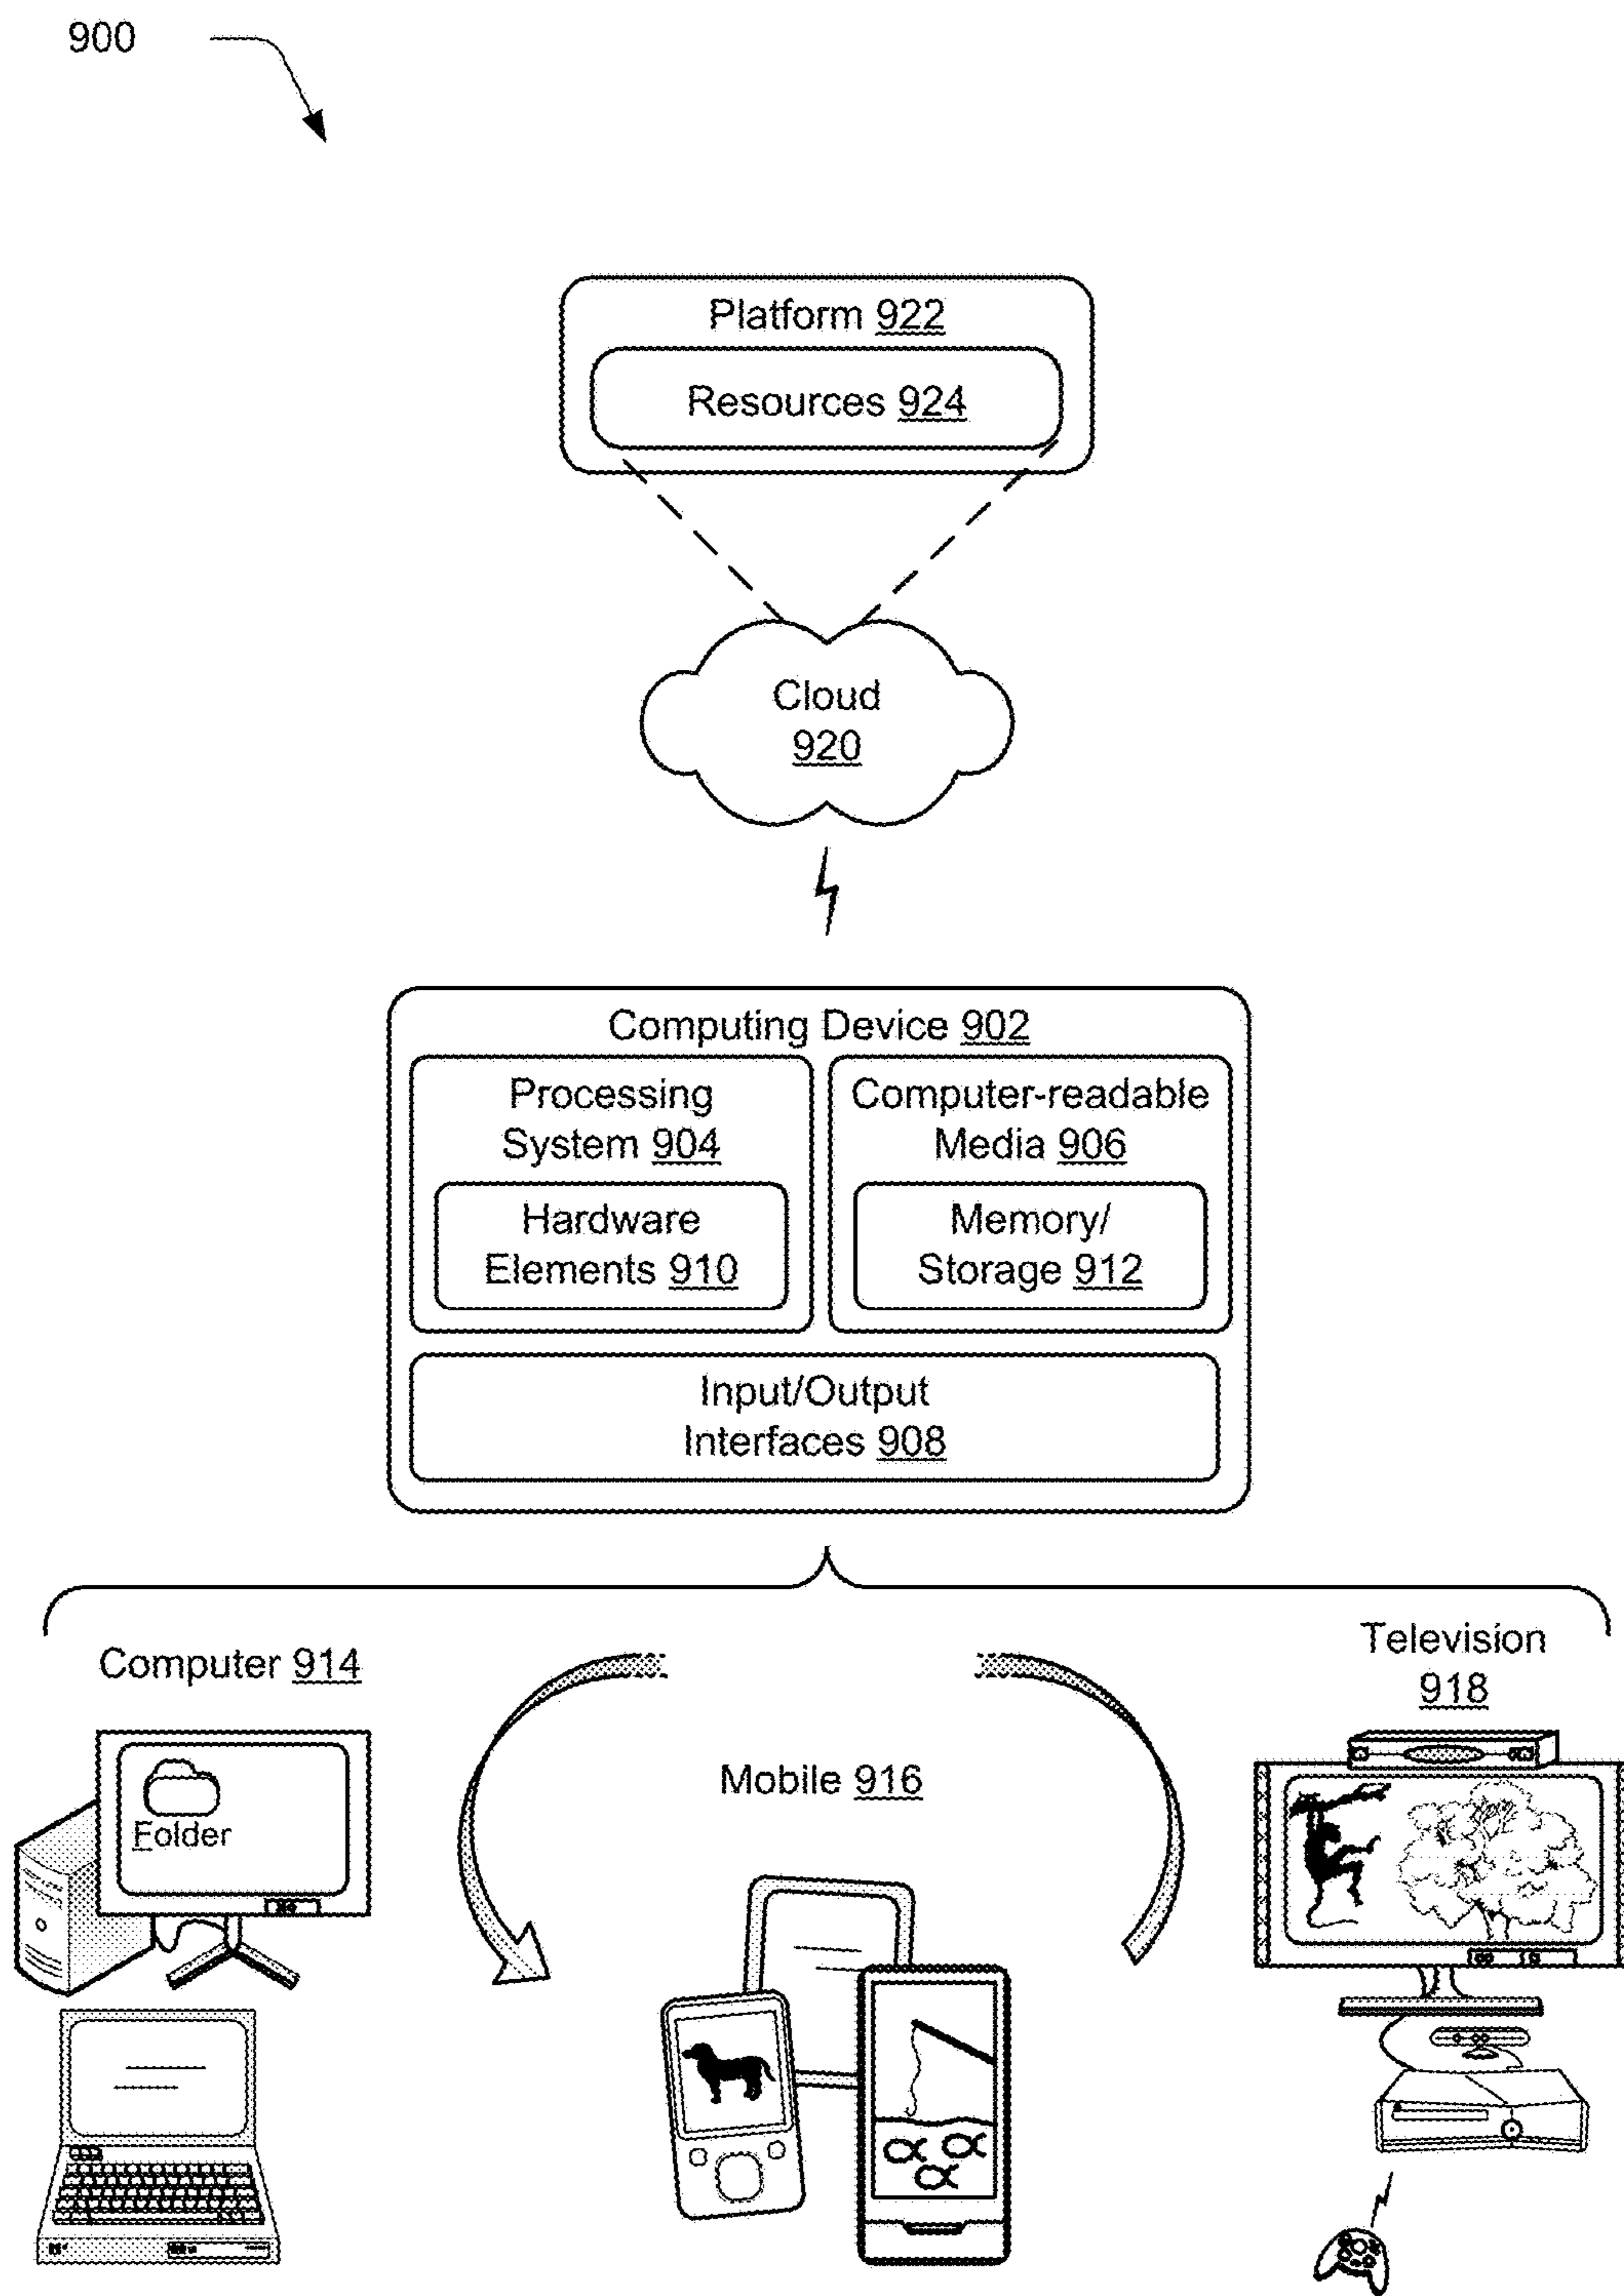 900
Platform 922
Resources 924
Cloud
920
Computing Device 902
Processing
System 904
Computer-readable
Media 906
Hardware
Elements 910
Memory/
Storage 912
Input/Output
Interfaces 908
Computer 914
Television
918
Mobile 916
Folder